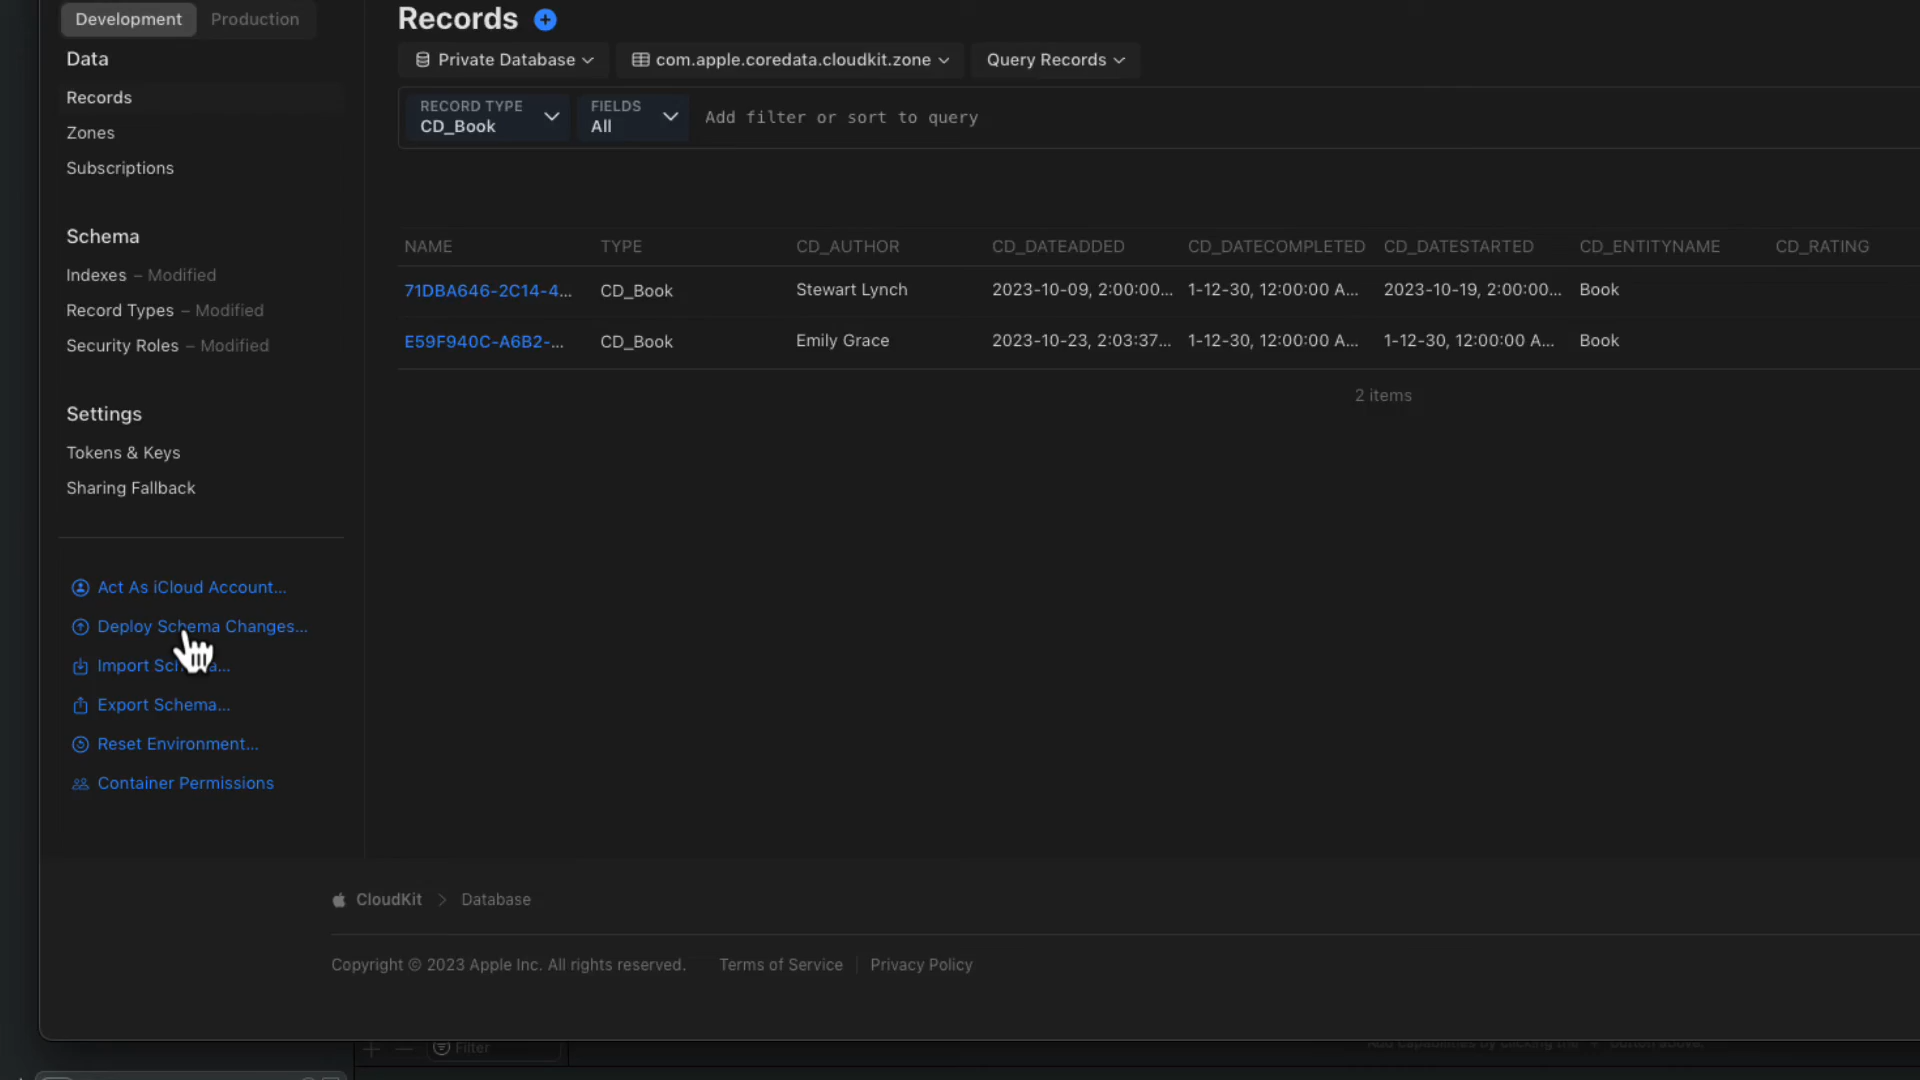 Development Production
Data
Records
Zones
Subscriptions
Schema
Indexes – Modified
Record Types – Modified
Security Roles – Modified
Settings
Tokens & Keys
Sharing Fallback
Act As iCloud Account...
Deploy Schema Changes...
Import Sc
Export Schema...
Reset Environment...
Container Permissions
Records
Private Database com.apple.coredata.cloudkit.zone Query Records
RECORD TYPE FIELDS
CD_Book All Add filter or sort to query
NAME TYPE CD_AUTHOR CD_DATEADDED CD_DATECOMPLETED CD_DATESTARTED CD_ENTITYNAME CD_RATING
71DBA646-2C14-4... CD_Book Stewart Lynch 2023-10-09, 2:00:00... 1-12-30, 12:00:00 A... 2023-10-19, 2:00:00... Book
E59F940C-A6B2-... CD_Book Emily Grace 2023-10-23, 2:03:37... 1-12-30, 12:00:00 A... 1-12-30, 12:00:00 A... Book
2 items
CloudKit > Database
Copyright © 2023 Apple Inc. All rights reserved. Terms of Service | Privacy Policy
Filter